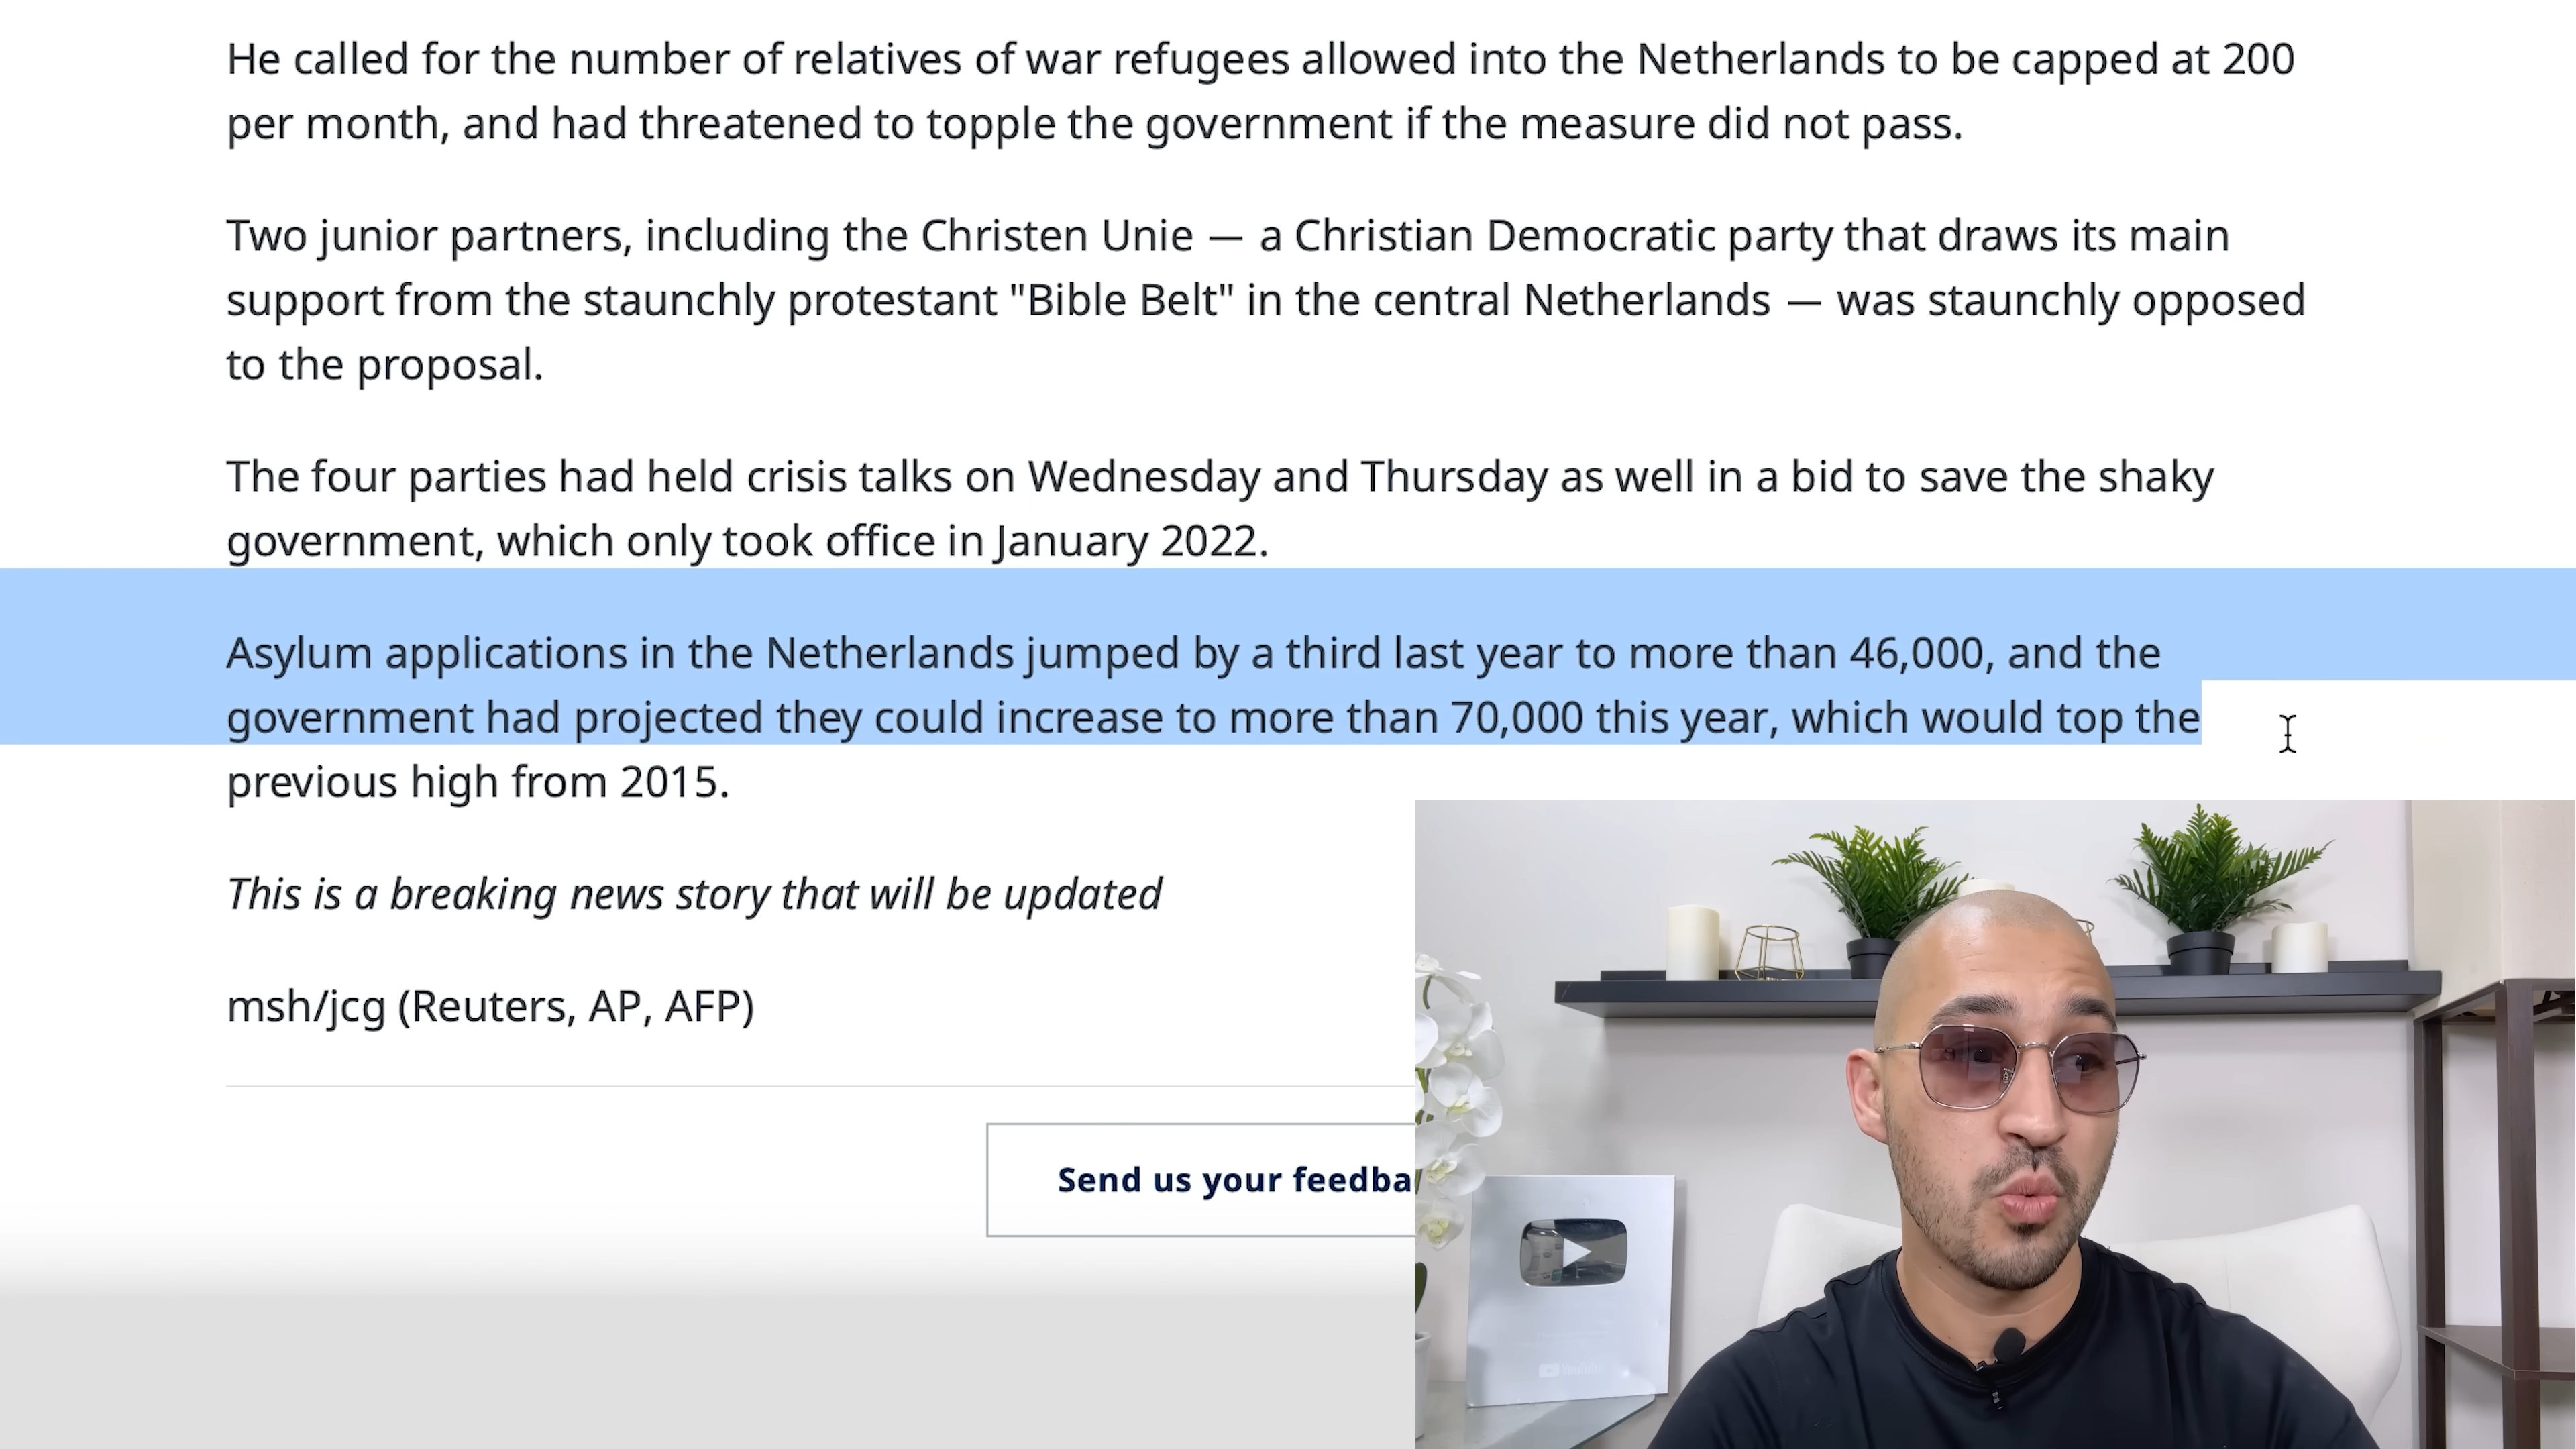 He called for the number of relatives of war refugees allowed into the Netherlands to be capped at 200
per month, and had threatened to topple the government if the measure did not pass.
Two junior partners, including the Christen Unie — a Christian Democratic party that draws its main
support from the staunchly protestant "Bible Belt" in the central Netherlands — was staunchly opposed
to the proposal.
The four parties had held crisis talks on Wednesday and Thursday as well in a bid to save the shaky
government, which only took office in January 2022.
Asylum applications in the Netherlands jumped by a third last year to more than 46,000, and the
government had projected they could increase to more than 70,000 this year, which would top the
previous high from 2015.
This is a breaking news story that will be updated
msh/jcg (Reuters, AP, AFP)
Send us your feedba
YouTube